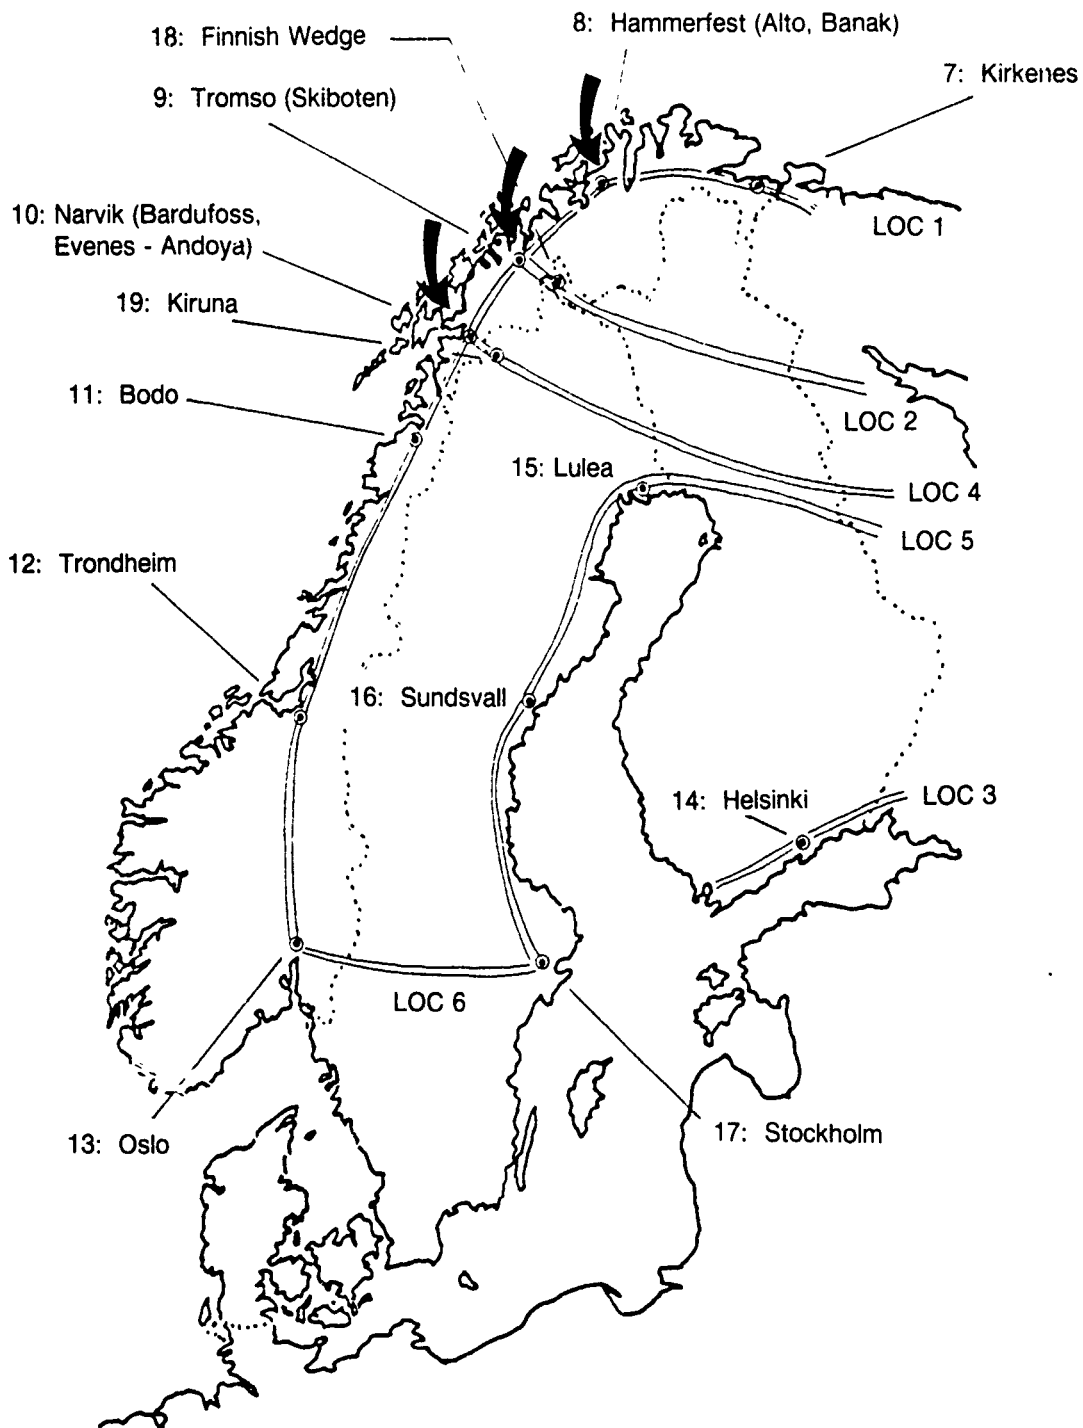 8: Hammerfest (Alto, Banak)
18: Finnish Wedge
7: Kirkenes
9: Tromso (Skiboten)
10: Narvik (Bardufoss,
Evenes - Andoya)
LOC 1
19: Kiruna
11: Bodo
LOC 2
15: Lulea
LOC 4
LOC 5
12: Trondheim
16: Sundsvall
14: Helsinki
LOC 3
LOC 6
13: Oslo
17: Stockholm